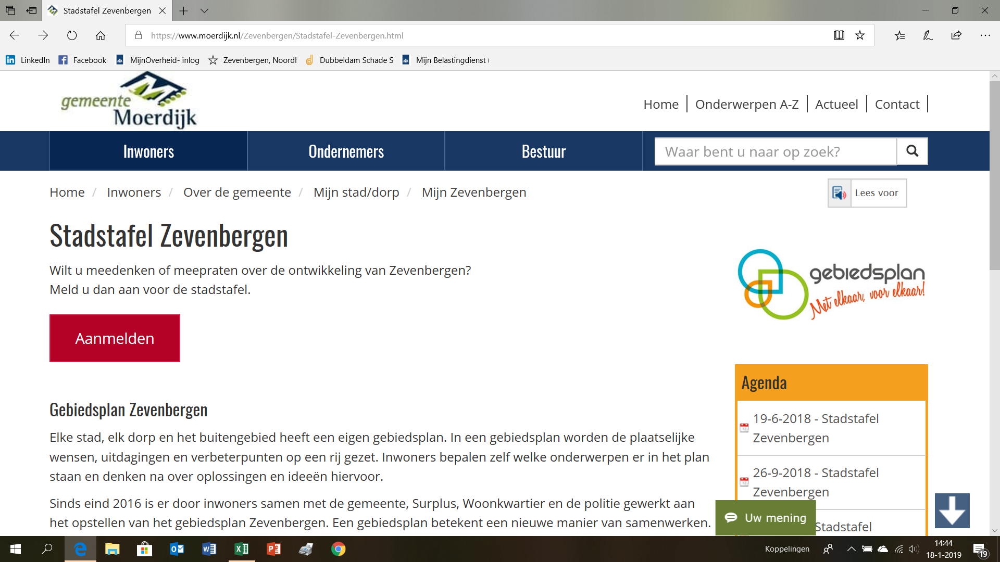 Stadstafel Zevenbergen
https://www.moerdijk.nl/Zevenbergen/Stadstafel-Zevenbergen.html
LinkedIn Facebook MijnOverheid- inlog Zevenbergen, Noord Dubbeldam Schade S Mijn Belastingdienst
gemeente
Moerdijk
Home Onderwerpen A-Z Actueel Contact
Inwoners Ondernemers Bestuur Waar bent u naar op zoek?
Home / Inwoners / Over de gemeente / Mijn stad/dorp / Mijn Zevenbergen
Lees voor
Stadstafel Zevenbergen
Wilt u meedenken of meepraten over de ontwikkeling van Zevenbergen?
Meld u dan aan voor de stadstafel.
Aanmelden
gebiedsplan
Met elkaar, voor elkaar!
Gebiedsplan Zevenbergen
Elke stad, elk dorp en het buitengebied heeft een eigen gebiedsplan. In een gebiedsplan worden de plaatselijke
wensen, uitdagingen en verbeterpunten op een rij gezet. Inwoners bepalen zelf welke onderwerpen er in het plan
staan en denken na over oplossingen en ideeën hiervoor.
Sinds eind 2016 is er door inwoners samen met de gemeente, Surplus, Woonkwartier en de politie gewerkt aan
het opstellen van het gebiedsplan Zevenbergen. Een gebiedsplan betekent een nieuwe manier van samenwerken.
Agenda
19-6-2018 - Stadstafel
Zevenbergen
26-9-2018 - Stadstafel
Zevenbergen
Stadstafel
Uw mening
Koppelingen
14:44
18-1-2019
19